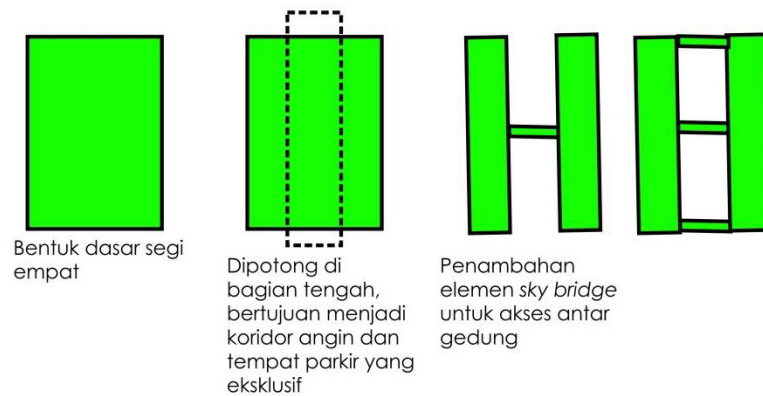 Bentuk dasar segi
empat
Dipotong di
bagian tengah,
bertujuan menjadi
koridor angin dan
tempat parkir yang
eksklusif
Penambahan
elemen sky bridge
untuk akses antar
gedung